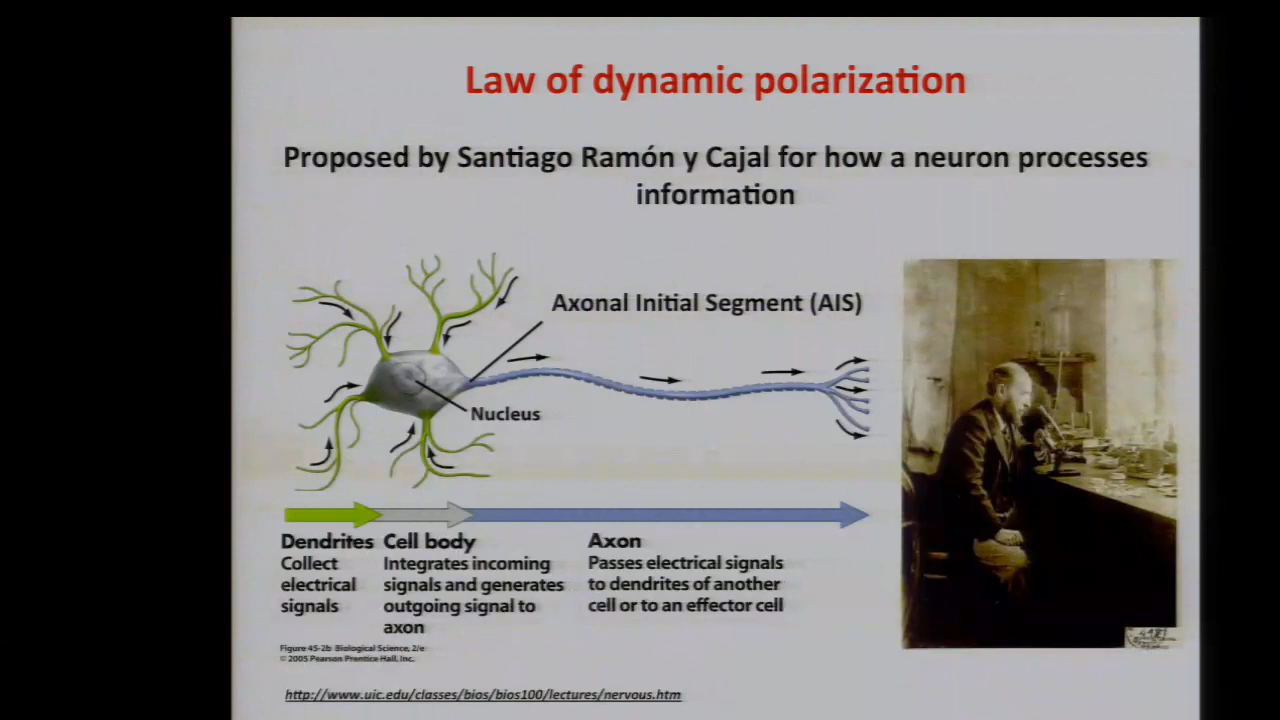 Law of dynamic polarization
Proposed by Santiago Ramón y Cajal for how a neuron processes
information
Axonal Initial Segment (AIS)
Nucleus
Dendrites
Collect
electrical
signals
Cell body
Integrates incoming
signals and generates
outgoing signal to
axon
Axon
Passes electrical signals
to dendrites of another
cell or to an effector cell
Figure 45-2b Biological Science, 2/e
© 2005 Pearson Prentice Hall, Inc.
http://www.uic.edu/classes/bios/bios100/lectures/nervous.htm